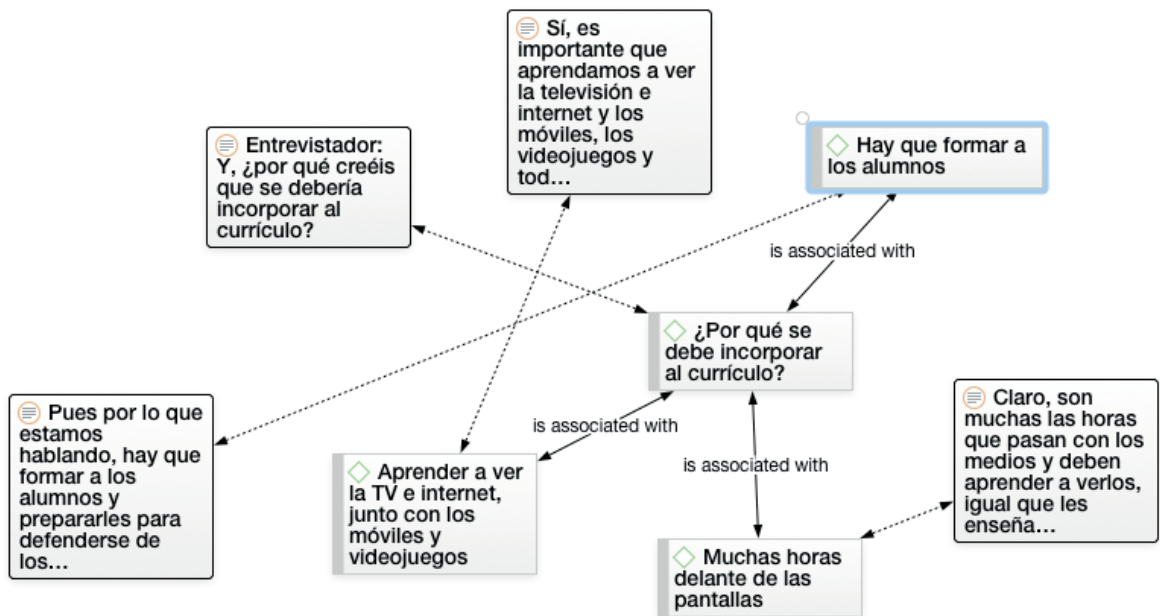 Sí, es
importante que
aprendamos a ver
la televisión e
internet y los
móviles, los
videojuegos y
tod...
Entrevistador:
Y, ¿por qué creéis
que se debería
incorporar al
currículo?
Hay que formar a
los alumnos
is associated with
¿Por qué se
debe incorporar
al currículo?
Pues por lo que
estamos
hablando, hay que
formar a los
alumnos y
prepararles para
defenderse de
los...
is associated with
Aprender a ver
la TV e internet,
junto con los
móviles y
videojuegos
is associated with
Claro, son
muchas las horas
que pasan con los
medios y deben
aprender a verlos,
igual que les
enseña...
Muchas horas
delante de las
pantallas